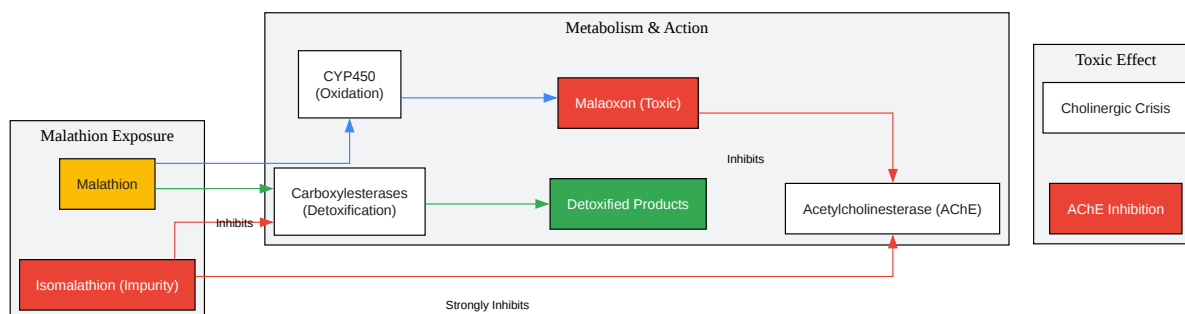 Metabolism & Action
CYP450
(Oxidation)
Malaoxon (Toxic)
Toxic Effect
Cholinergic Crisis
Malathion Exposure
Malathion
Carboxylesterases
(Detoxification)
Inhibits
Detoxified Products
Acetylcholinesterase (AChE)
AChE Inhibition
Inhibits
Isomalathion (Impurity)
Strongly Inhibits